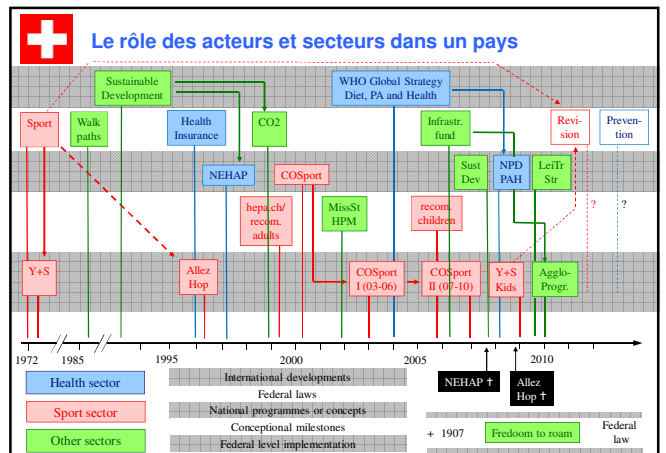 Le rôle des acteurs et secteurs dans un pays
Sustainable
Development
WHO Global Strategy
Diet, PA and Health
Sport
Walk
paths
Health
Insurance
CO2
Infrastr.
fund
Revi-
sion
Preven-
tion
NEHAP
COSport
Sust
Dev
NPD
PAH
LeiTr
Str
hepa.ch/
recom.
adults
MissSt
HPM
recom.
children
?
?
Y+S
Allez
Hop
COSport
I (03-06)
COSport
II (07-10)
Y+S
Kids
Agglo-
Progr.
1972
1985
1995
2000
2005
2010
Health sector
Sport sector
Other sectors
International developments
Federal laws
National programmes or concepts
Conceptional milestones
Federal level implementation
NEHAP †
Allez
Hop †
+ 1907
Fredoom to roam
Federal
law